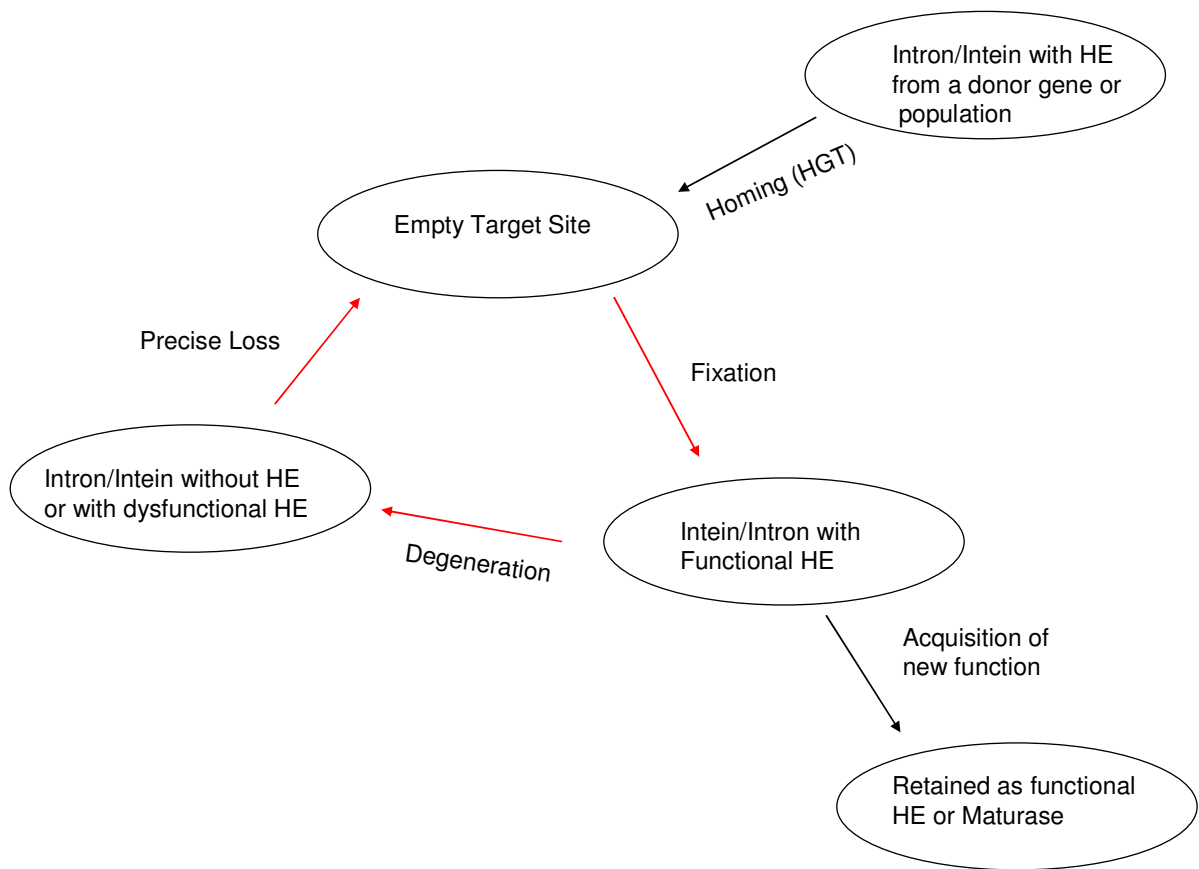 Intron/Intein with HE
from a donor gene or
population
Homing (HGT)
Empty Target Site
Precise Loss
Fixation
Intron/Intein without HE
or with dysfunctional HE
Degeneration
Intein/Intron with
Functional HE
Acquisition of
new function
Retained as functional
HE or Maturase